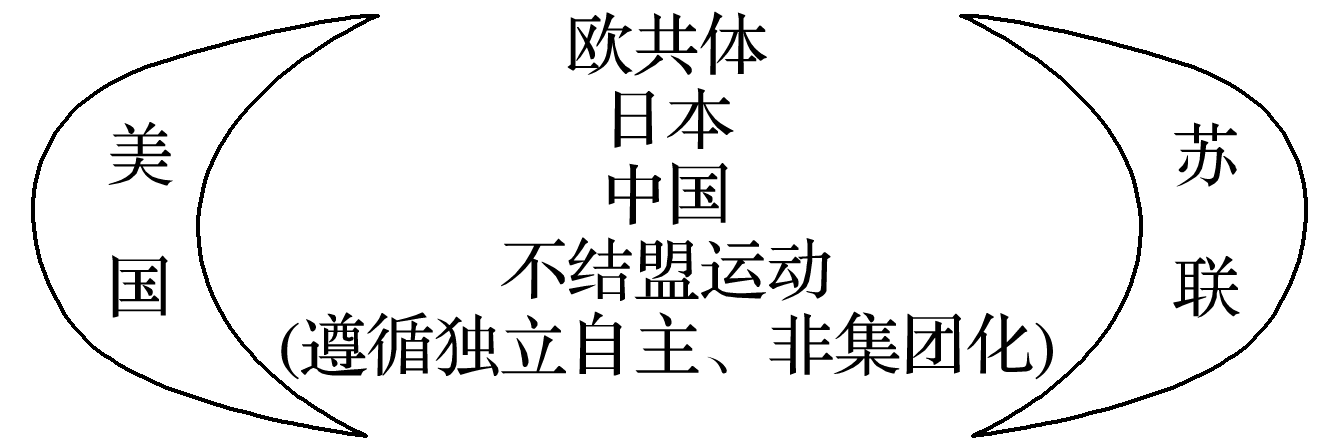 美国
欧共体
日本
中国
不结盟运动
(遵循独立自主、非集团化)
苏联